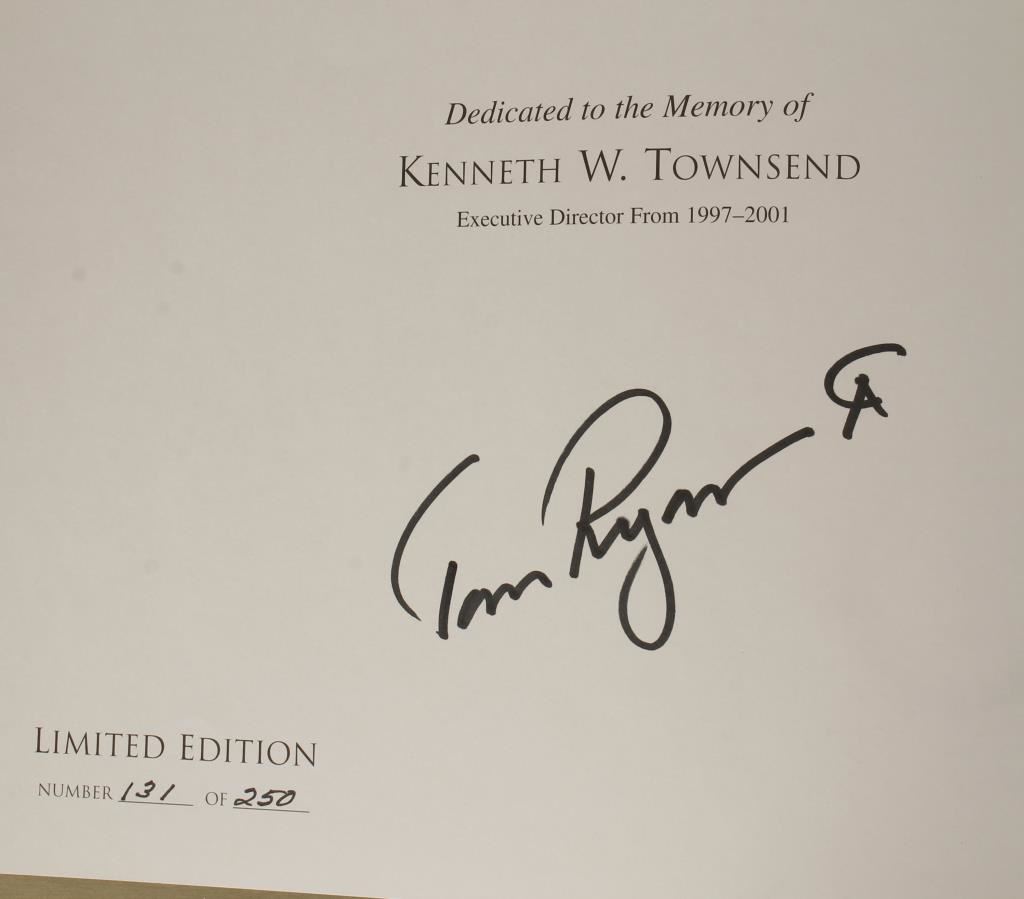 Dedicated to the Memory of
KENNETH W. TOWNSEND
Executive Director From 1997–2001
Tom Ryan CA
LIMITED EDITION
NUMBER 131 OF 250